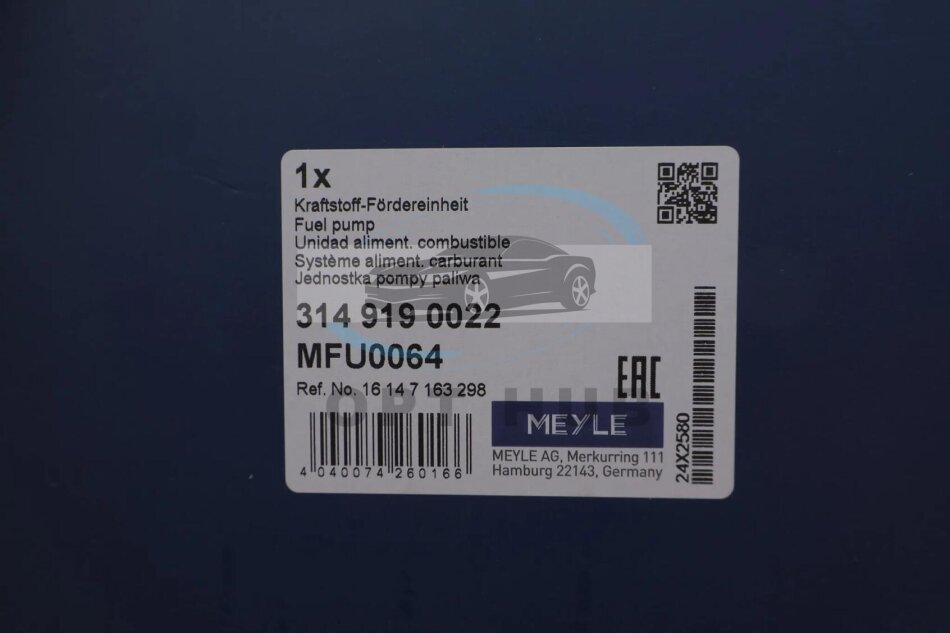 1x
Kraftstoff-Fördereinheit
Fuel pump
Unidad aliment. combustible
Système aliment. carburant
Jednostka pompy paliwa
314 919 0022
MFU0064
Ref. No. 16 14 7 163 298
EAC
OPT HUB
MEYLE
MEYLE AG, Merkurring 111
Hamburg 22143, Germany
4 040074 260166
24X2580